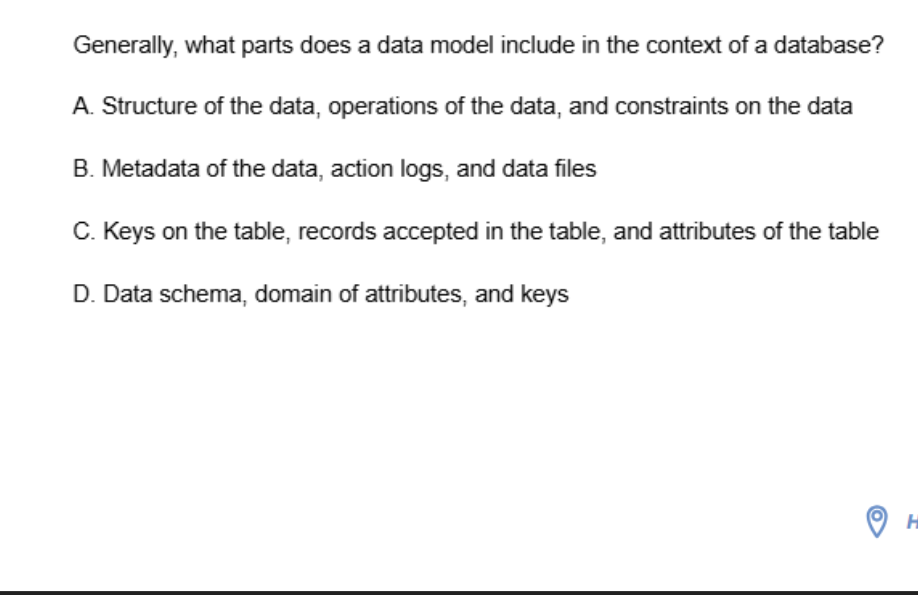 Generally, what parts does a data model include in the context of a database?
A. Structure of the data, operations of the data, and constraints on the data
B. Metadata of the data, action logs, and data files
C. Keys on the table, records accepted in the table, and attributes of the table
D. Data schema, domain of attributes, and keys
H